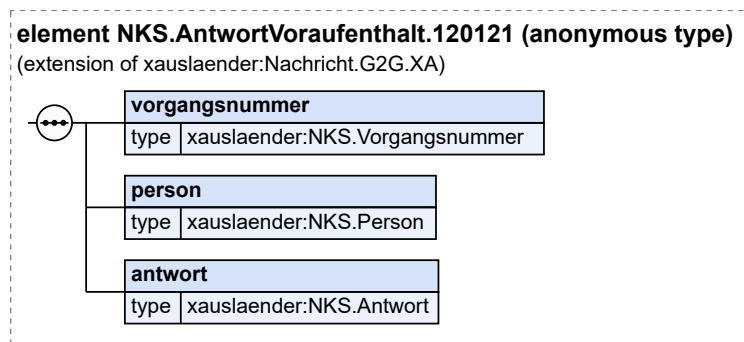 element NKS.AntwortVoraufenthalt.120121 (anonymous type)
(extension of xauslaender:Nachricht.G2G.XA)
vorgangsnummer
type xauslaender:NKS.Vorgangsnummer
person
type xauslaender:NKS.Person
antwort
type xauslaender:NKS.Antwort